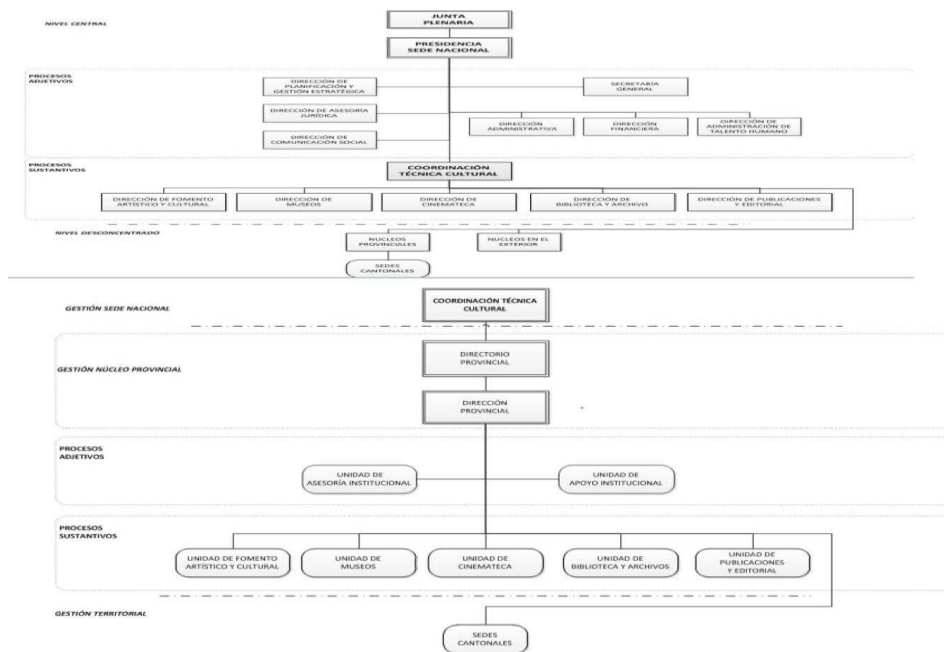 NIVEL CENTRAL
JUNTA
PLENARIA
PRESIDENCIA
SEDE NACIONAL
PROCESOS
ADJETIVOS
DIRECCIÓN DE
PLANIFICACIÓN Y
GESTIÓN ESTRATÉGICA
SECRETARÍA
GENERAL
DIRECCIÓN DE ASESORÍA
JURÍDICA
DIRECCIÓN
ADMINISTRATIVA
DIRECCIÓN
FINANCIERA
DIRECCIÓN DE
ADMINISTRACIÓN DE
TALENTO HUMANO
DIRECCIÓN DE
COMUNICACIÓN SOCIAL
PROCESOS
SUSTANTIVOS
COORDINACIÓN
TÉCNICA CULTURAL
DIRECCIÓN DE FOMENTO
ARTÍSTICO Y CULTURAL
DIRECCIÓN DE
MUSEOS
DIRECCIÓN DE
CINEMATECA
DIRECCIÓN DE
BIBLIOTECA Y ARCHIVO
DIRECCIÓN DE PUBLICACIONES
Y EDITORIAL
NIVEL DESCONCENTRADO
NUCLEOS
PROVINCIALES
NUCLEOS EN EL
EXTERIOR
SEDES
CANTONALES
GESTIÓN SEDE NACIONAL
COORDINACIÓN TÉCNICA
CULTURAL
GESTIÓN NÚCLEO PROVINCIAL
DIRECTORIO
PROVINCIAL
DIRECCIÓN
PROVINCIAL
PROCESOS
ADJETIVOS
UNIDAD DE
ASESORÍA INSTITUCIONAL
UNIDAD DE
APOYO INSTITUCIONAL
PROCESOS
SUSTANTIVOS
UNIDAD DE FOMENTO
ARTÍSTICO Y CULTURAL
UNIDAD DE
MUSEOS
UNIDAD DE
CINEMATECA
UNIDAD DE
BIBLIOTECA Y ARCHIVOS
UNIDAD DE
PUBLICACIONES
Y EDITORIAL
GESTIÓN TERRITORIAL
SEDES
CANTONALES